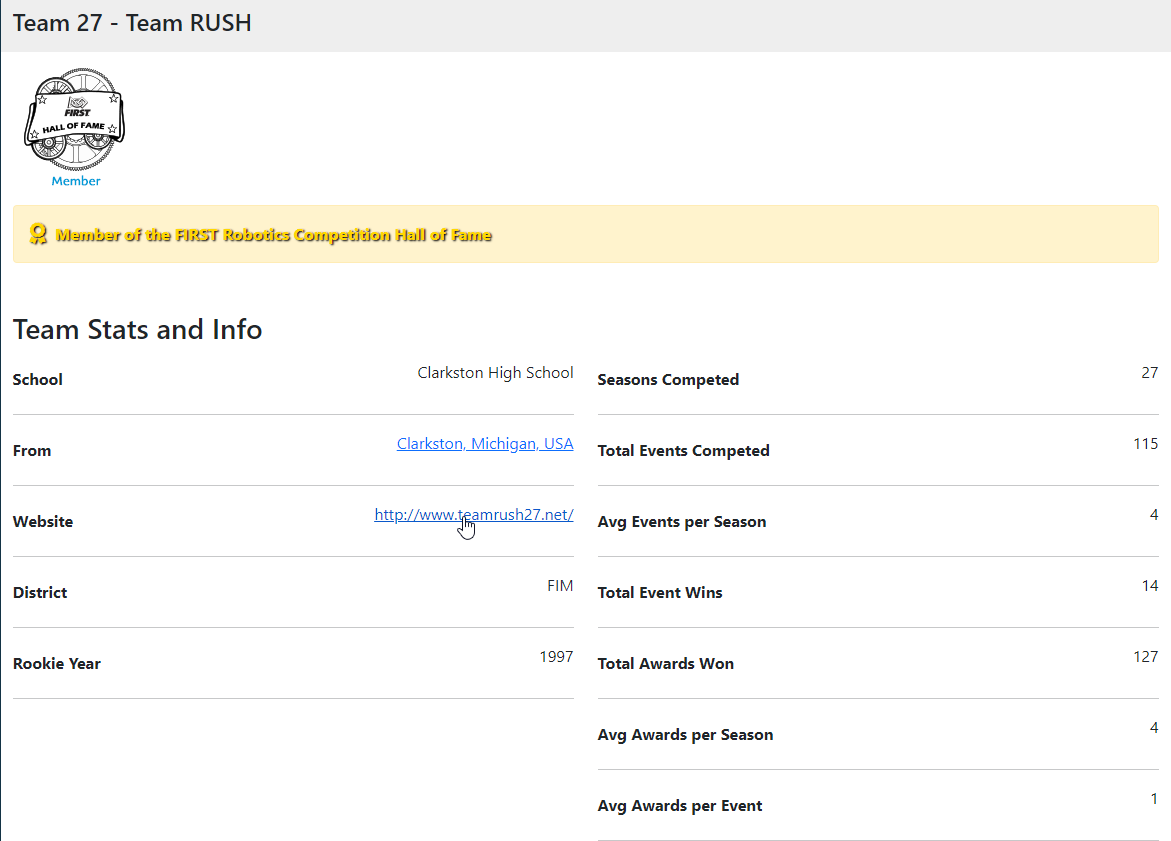 Team 27 - Team RUSH
FIRST
HALL OF FAME
Member
Member of the FIRST Robotics Competition Hall of Fame
Team Stats and Info
School
Clarkston High School
From
Clarkston, Michigan, USA
Website
http://www.teamrush27.net/
District
FIM
Rookie Year
1997
Seasons Competed
27
Total Events Competed
115
Avg Events per Season
4
Total Event Wins
14
Total Awards Won
127
Avg Awards per Season
4
Avg Awards per Event
1